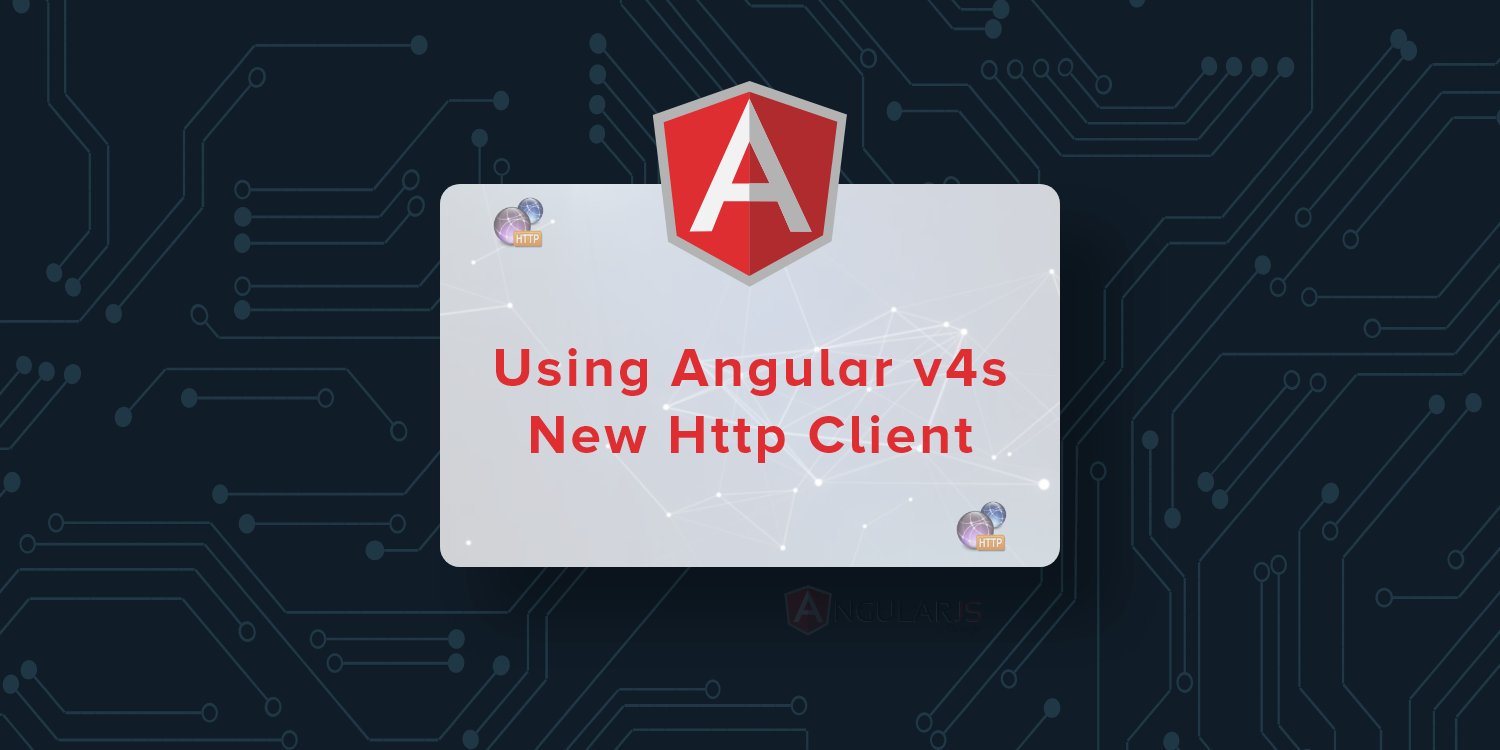 HTTP
Using Angular v4s
New Http Client
HTTP
ANGULARJS